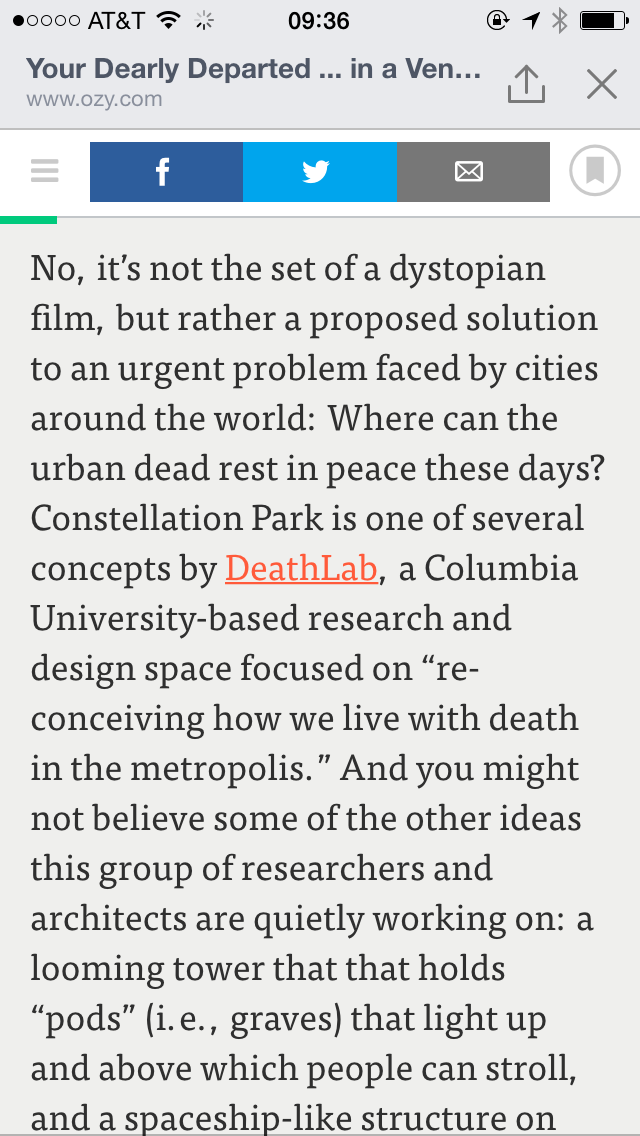 AT&T 09:36
Your Dearly Departed ... in a Ven...
www.ozy.com
No, it’s not the set of a dystopian
film, but rather a proposed solution
to an urgent problem faced by cities
around the world: Where can the
urban dead rest in peace these days?
Constellation Park is one of several
concepts by DeathLab, a Columbia
University-based research and
design space focused on “re-
conceiving how we live with death
in the metropolis.” And you might
not believe some of the other ideas
this group of researchers and
architects are quietly working on: a
looming tower that that holds
“pods” (i.e., graves) that light up
and above which people can stroll,
and a spaceship-like structure on